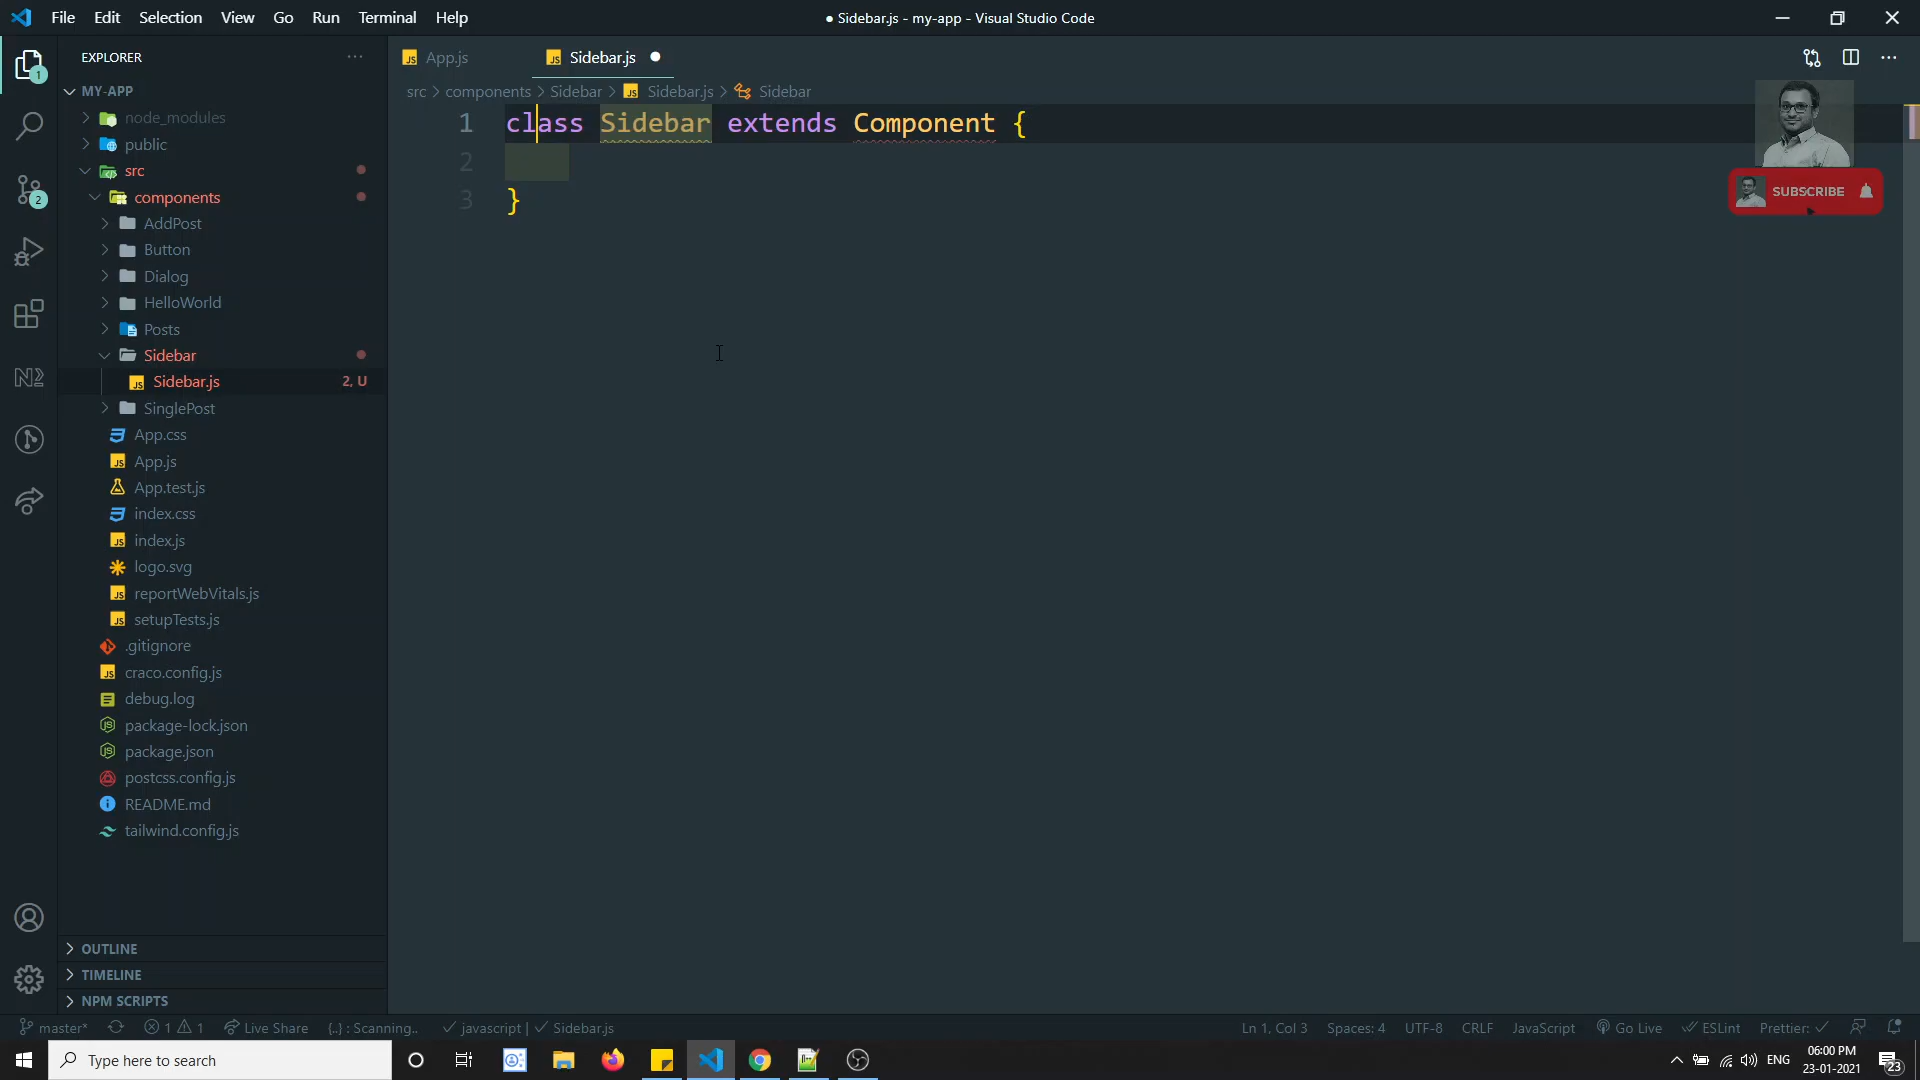 File Edit Selection View Go Run Terminal Help
● Sidebar.js - my-app - Visual Studio Code
EXPLORER
MY-APP
node_modules
public
src
components
AddPost
Button
Dialog
HelloWorld
Posts
Sidebar
Sidebar.js 2, U
SinglePost
App.css
App.js
App.test.js
index.css
index.js
logo.svg
reportWebVitals.js
setupTests.js
.gitignore
craco.config.js
debug.log
package-lock.json
package.json
postcss.config.js
README.md
tailwind.config.js
OUTLINE
TIMELINE
NPM SCRIPTS
1
2
App.js Sidebar.js
src > components > Sidebar > Sidebar.js > Sidebar
1 class Sidebar extends Component {
2
3 }
SUBSCRIBE
master* 1 1 Live Share {..} : Scanning.. javascript | Sidebar.js
Ln 1, Col 3 Spaces: 4 UTF-8 CRLF JavaScript Go Live ESLint Prettier:
Type here to search
ENG
06:00 PM
23-01-2021
23